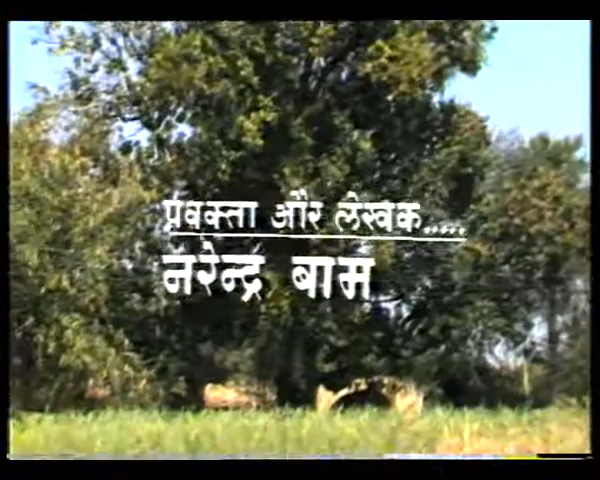 प्रवक्ता और लेखक.....
नरेन्द्र बाम